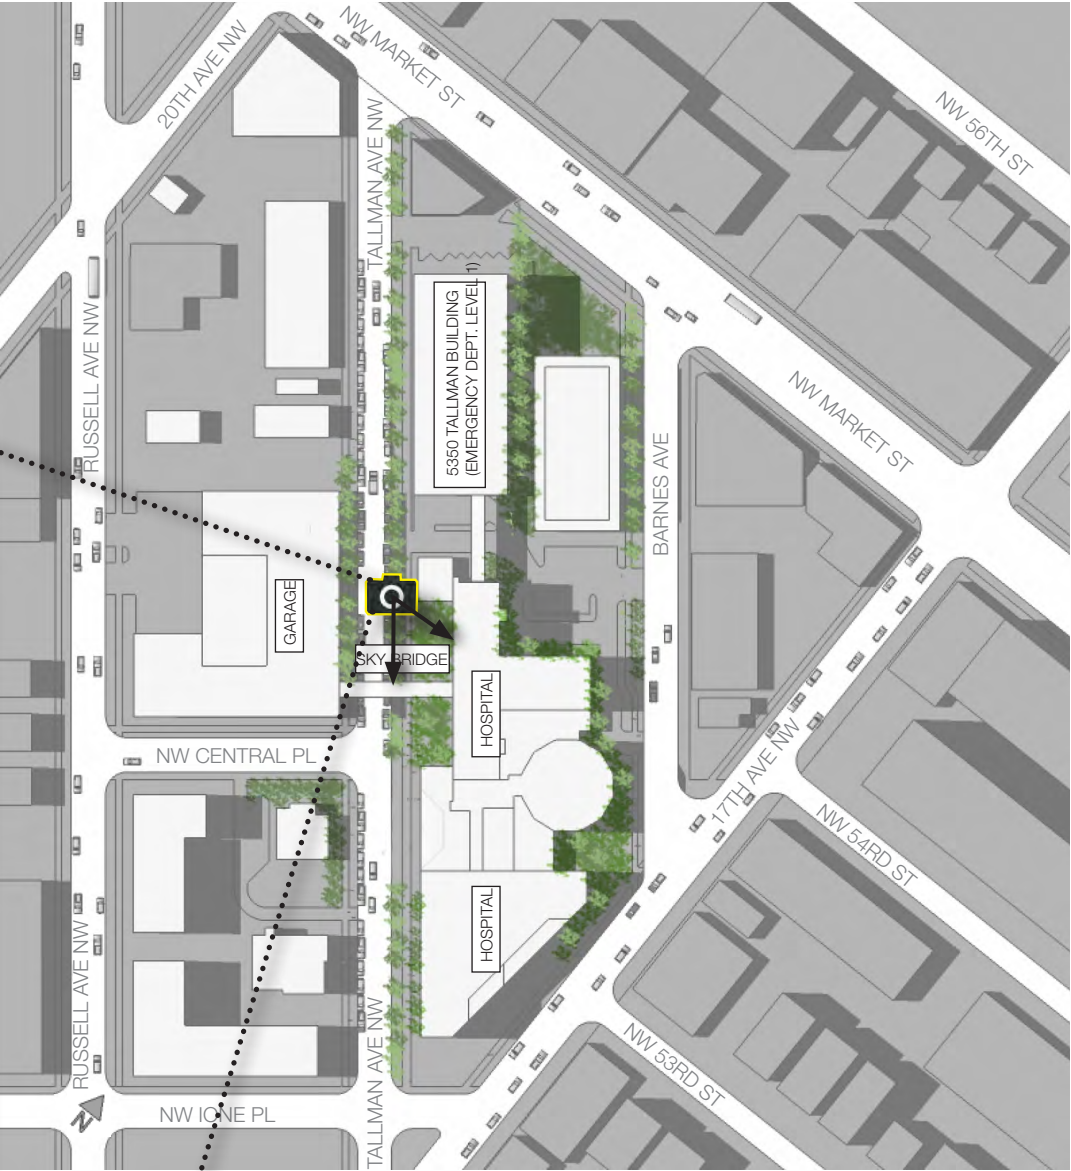 NW MARKET ST
20TH AVE NW
NW 56TH ST
TALLMAN AVE NW
5350 TALLMAN BUILDING
(EMERGENCY DEPT. LEVEL 1)
RUSSELL AVE NW
NW MARKET ST
BARNES AVE
GARAGE
SKY BRIDGE
HOSPITAL
NW CENTRAL PL
17TH AVE NW
NW 54RD ST
HOSPITAL
RUSSELL AVE NW
TALLMAN AVE NW
NW 53RD ST
N
NW IONE PL